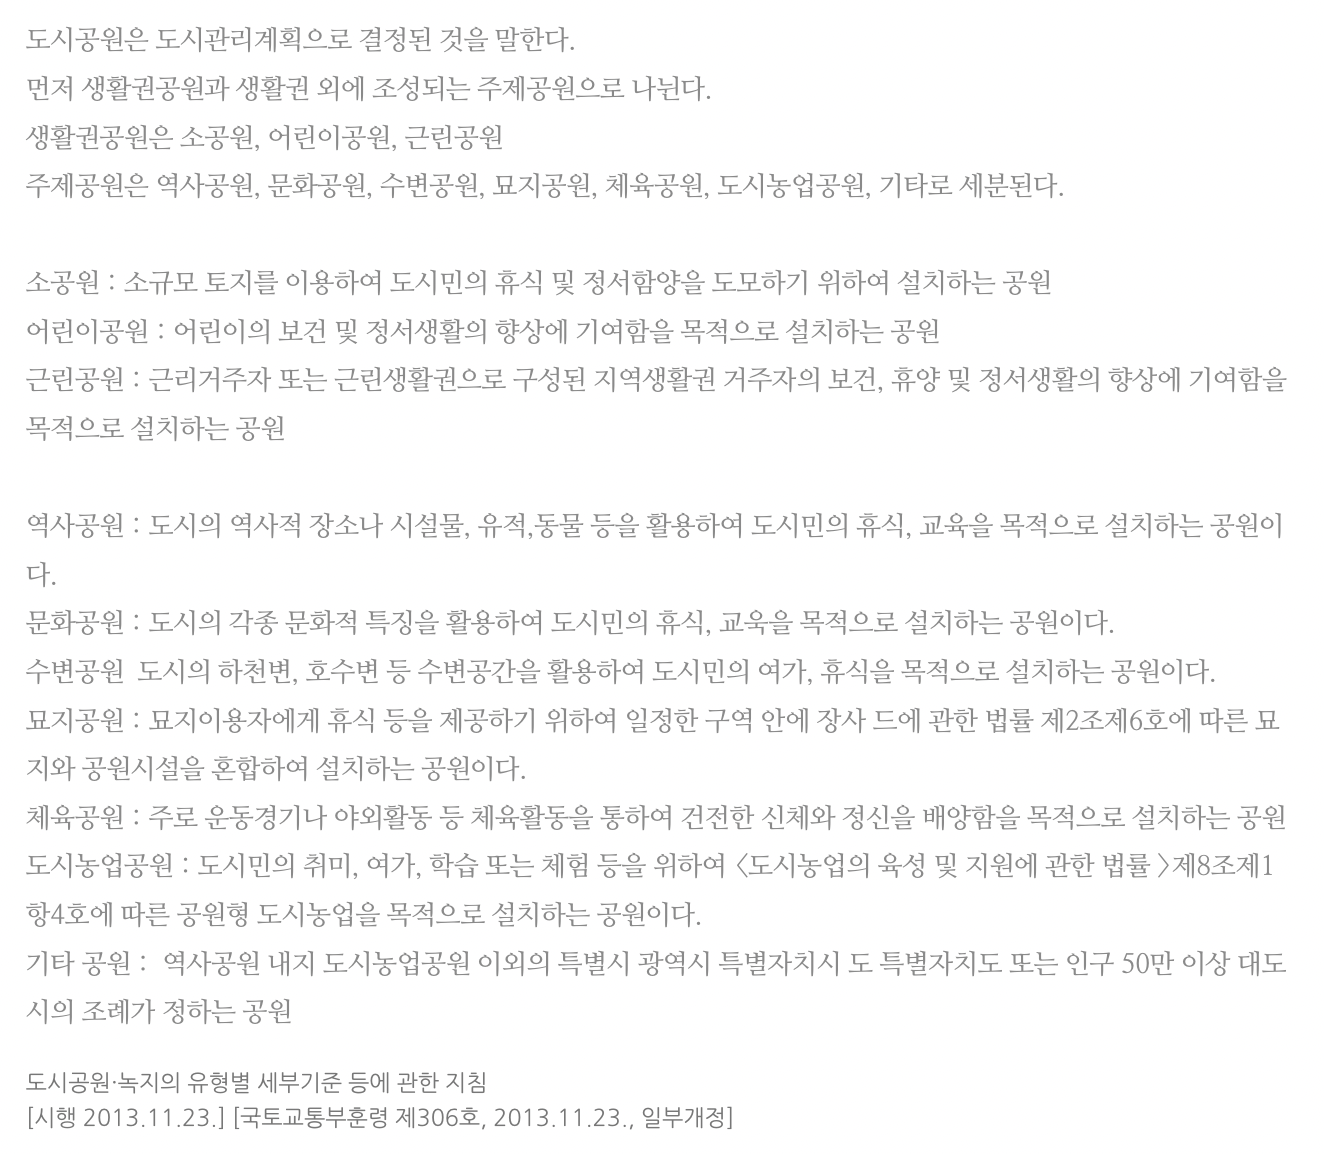 도시공원은 도시관리계획으로 결정된 것을 말한다.
먼저 생활권공원과 생활권 외에 조성되는 주제공원으로 나뉜다.
생활권공원은 소공원, 어린이공원, 근린공원
주제공원은 역사공원, 문화공원, 수변공원, 묘지공원, 체육공원, 도시농업공원, 기타로 세분된다.
소공원 : 소규모 토지를 이용하여 도시민의 휴식 및 정서함양을 도모하기 위하여 설치하는 공원
어린이공원 : 어린이의 보건 및 정서생활의 향상에 기여함을 목적으로 설치하는 공원
근린공원 : 근리거주자 또는 근린생활권으로 구성된 지역생활권 거주자의 보건, 휴양 및 정서생활의 향상에 기여함을
목적으로 설치하는 공원
역사공원 : 도시의 역사적 장소나 시설물, 유적,동물 등을 활용하여 도시민의 휴식, 교육을 목적으로 설치하는 공원이
다.
문화공원 : 도시의 각종 문화적 특징을 활용하여 도시민의 휴식, 교욱을 목적으로 설치하는 공원이다.
수변공원  도시의 하천변, 호수변 등 수변공간을 활용하여 도시민의 여가, 휴식을 목적으로 설치하는 공원이다.
묘지공원 : 묘지이용자에게 휴식 등을 제공하기 위하여 일정한 구역 안에 장사 드에 관한 법률 제2조제6호에 따른 묘
지와 공원시설을 혼합하여 설치하는 공원이다.
체육공원 : 주로 운동경기나 야외활동 등 체육활동을 통하여 건전한 신체와 정신을 배양함을 목적으로 설치하는 공원
도시농업공원 : 도시민의 취미, 여가, 학습 또는 체험 등을 위하여 〈도시농업의 육성 및 지원에 관한 법률 〉제8조제1
항4호에 따른 공원형 도시농업을 목적으로 설치하는 공원이다.
기타 공원 :  역사공원 내지 도시농업공원 이외의 특별시 광역시 특별자치시 도 특별자치도 또는 인구 50만 이상 대도
시의 조례가 정하는 공원
도시공원·녹지의 유형별 세부기준 등에 관한 지침
[시행 2013.11.23.] [국토교통부훈령 제306호, 2013.11.23., 일부개정]